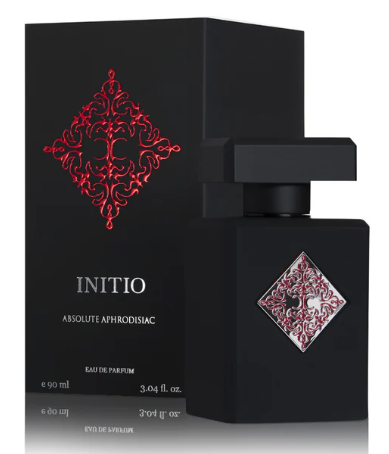 INITIO
ABSOLUTE APHRODISIAC
EAU DE PARFUM
e 90 ml 3.04 fl. oz.